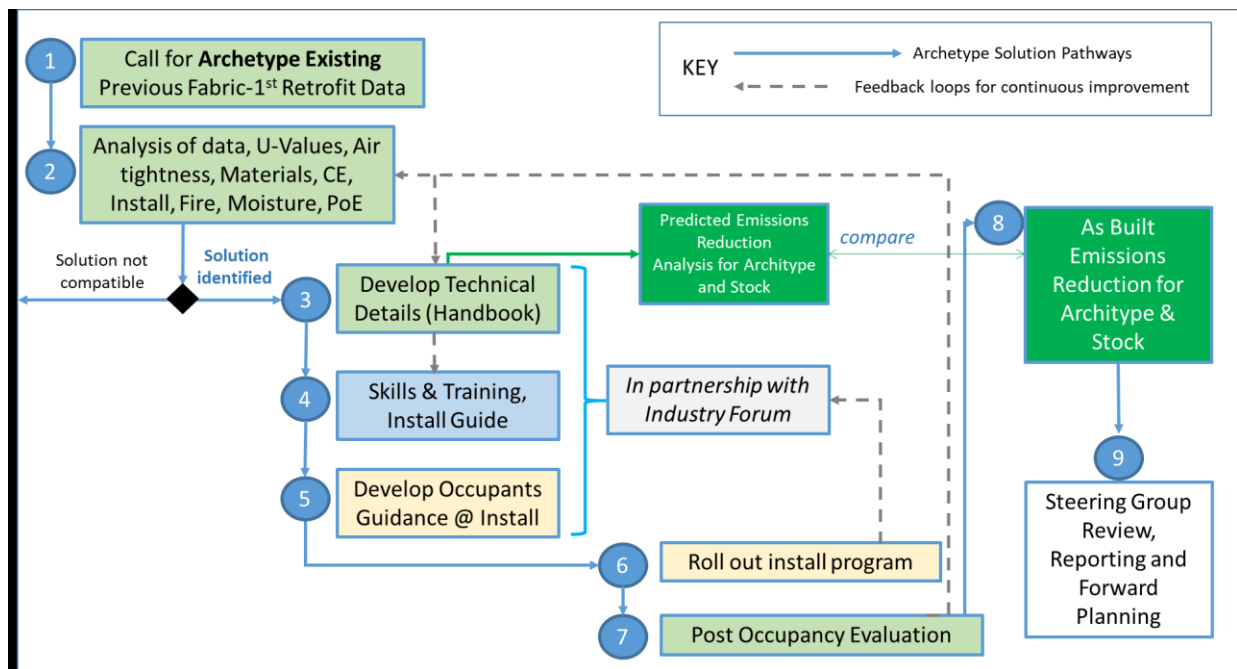 1
Call for Archetype Existing
Previous Fabric-1st Retrofit Data
KEY
Archetype Solution Pathways
Feedback loops for continuous improvement
2
Analysis of data, U-Values, Air
tightness, Materials, CE,
Install, Fire, Moisture, PoE
Solution not
compatible
Solution
identified
3
Develop Technical
Details (Handbook)
Predicted Emissions
Reduction
Analysis for Architype
and Stock
compare
8
As Built
Emissions
Reduction for
Architype &
Stock
4
Skills & Training,
Install Guide
In partnership with
Industry Forum
5
Develop Occupants
Guidance @ Install
6
Roll out install program
7
Post Occupancy Evaluation
9
Steering Group
Review,
Reporting and
Forward
Planning